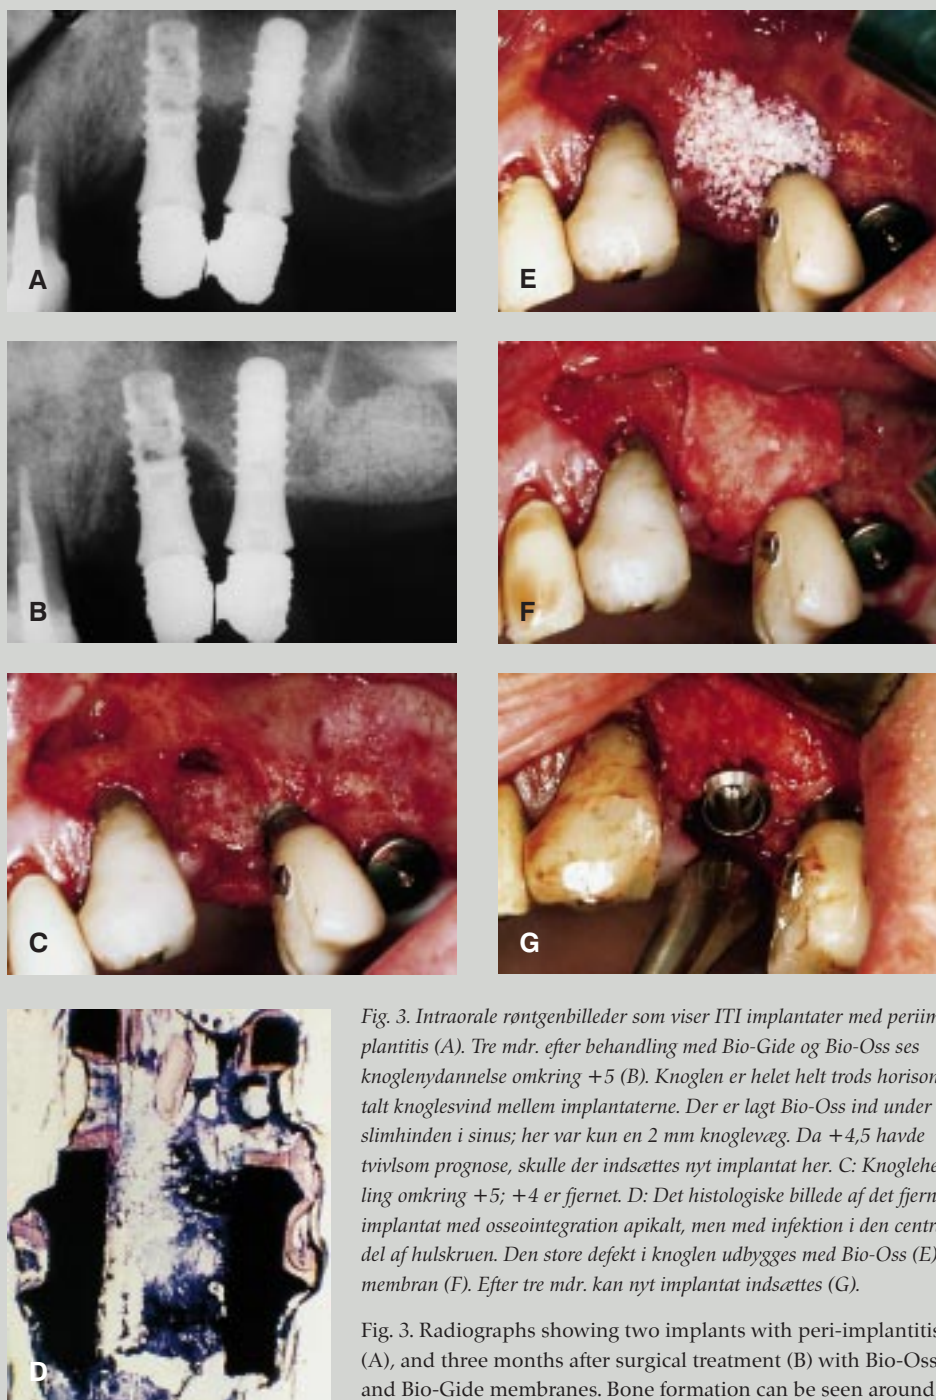 A
E
B
F
C
G
D
Fig. 3. Intraorale røntgenbilleder som viser ITI implantater med periim
plantitis (A). Tre mdr. efter behandling med Bio-Gide og Bio-Oss ses
knoglenydannelse omkring +5 (B). Knoglen er helet helt trods horison
talt knoglesvind mellem implantaterne. Der er lagt Bio-Oss ind under
slimhinden i sinus; her var kun en 2 mm knoglevæg. Da +4,5 havde
tvivlsom prognose, skulle der indsættes nyt implantat her. C: Knoglehe
ling omkring +5; +4 er fjernet. D: Det histologiske billede af det fjern
implantat med osseointegration apikalt, men med infektion i den centr
del af hulskruen. Den store defekt i knoglen udbygges med Bio-Oss (E)
membran (F). Efter tre mdr. kan nyt implantat indsættes (G).
Fig. 3. Radiographs showing two implants with peri-implantitis
(A), and three months after surgical treatment (B) with Bio-Oss
and Bio-Gide membranes. Bone formation can be seen around